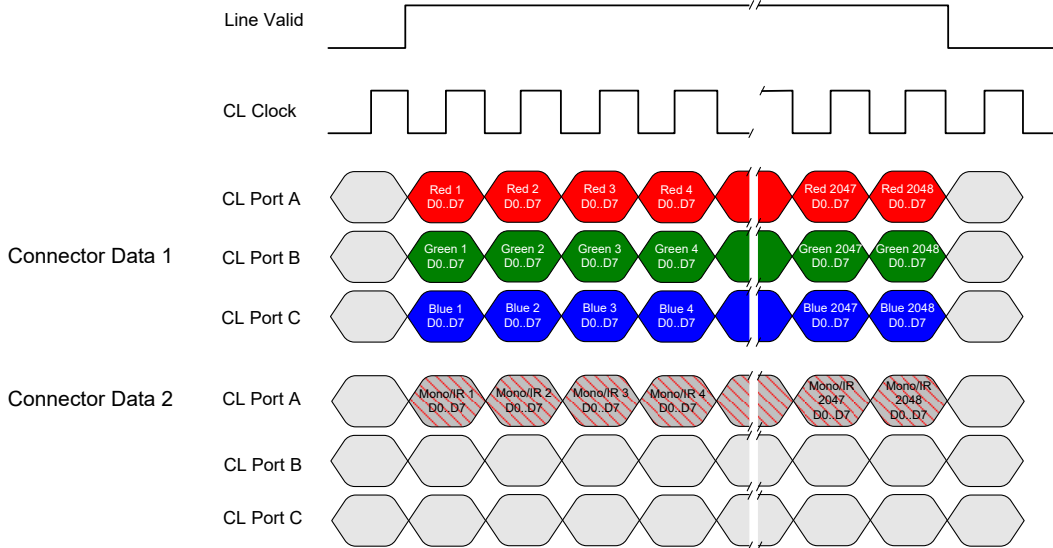 Line Valid
CL Clock
CL Port A
Red 1
D0..D7
Red 2
D0..D7
Red 3
D0..D7
Red 4
D0..D7
Red 2047
D0..D7
Red 2048
D0..D7
Connector Data 1
CL Port B
Green 1
D0..D7
Green 2
D0..D7
Green 3
D0..D7
Green 4
D0..D7
Green 2047
D0..D7
Green 2048
D0..D7
CL Port C
Blue 1
D0..D7
Blue 2
D0..D7
Blue 3
D0..D7
Blue 4
D0..D7
Blue 2047
D0..D7
Blue 2048
D0..D7
Connector Data 2
CL Port A
Mono/IR 1
D0..D7
Mono/IR 2
D0..D7
Mono/IR 3
D0..D7
Mono/IR 4
D0..D7
Mono/IR
2047
D0..D7
Mono/IR
2048
D0..D7
CL Port B
CL Port C